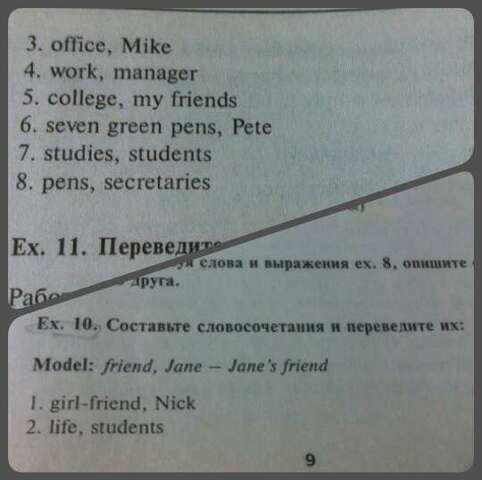 3. office, Mike
4. work, manager
5. college, my friends
6. seven green pens, Pete
7. studies, students
8. pens, secretaries
Ex. 11. Переведите
слова и выражения ex. 8, опишите
друга.
Ex. 10. Составьте словосочетания и переведите их:
Model: friend, Jane – Jane's friend
1. girl-friend, Nick
2. life, students
9